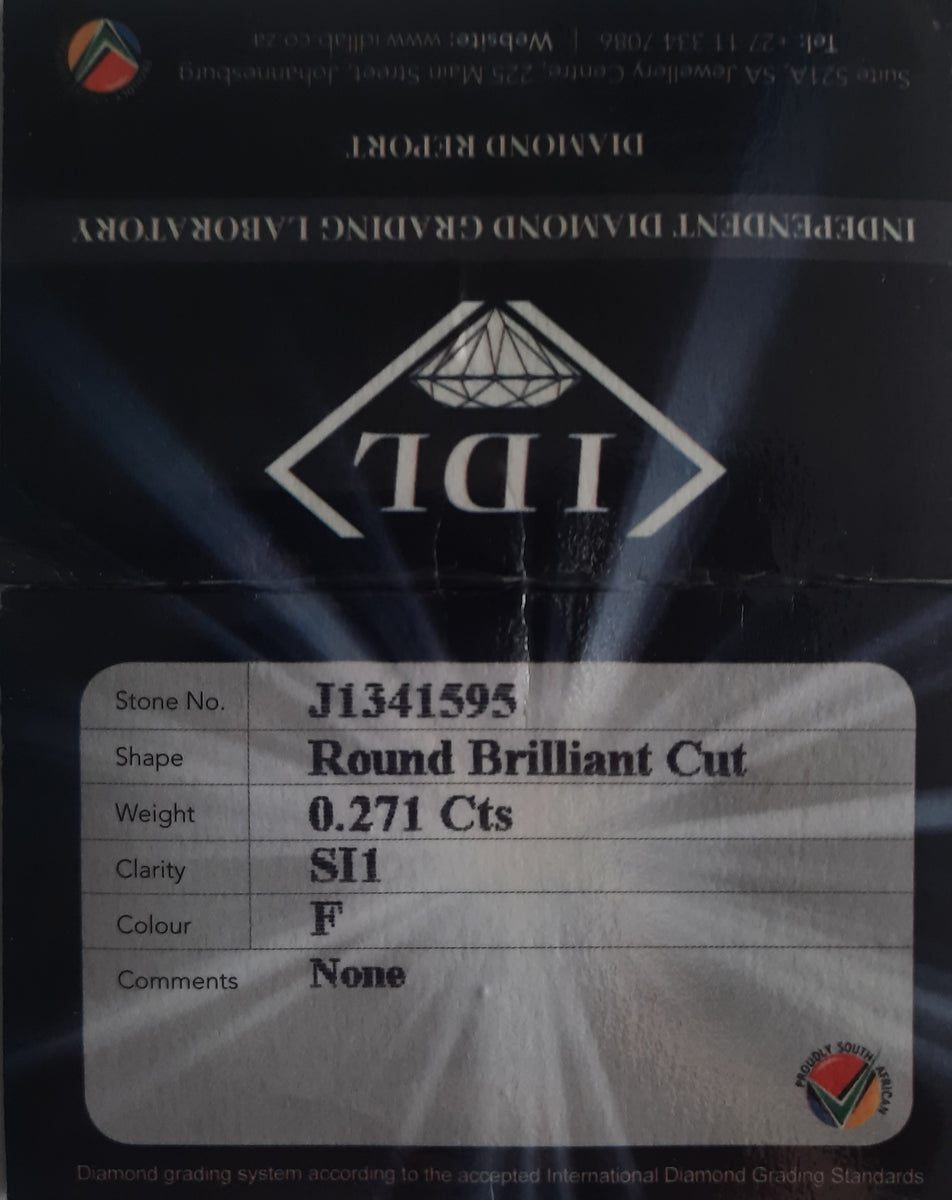 INDEPENDENT DIAMOND GRADING LABORATORY
DIAMOND REPORT
Suite 521A, SA Jewellery Centre, 225 Main Street, Johannesburg
Tel: +27 11 334 7086 | Website: www.idllab.co.za
IDL
Stone No. J1341595
Shape Round Brilliant Cut
Weight 0.271 Cts
Clarity SI1
Colour F
Comments None
PROUDLY SOUTH AFRICAN
Diamond grading system according to the accepted International Diamond Grading Standards